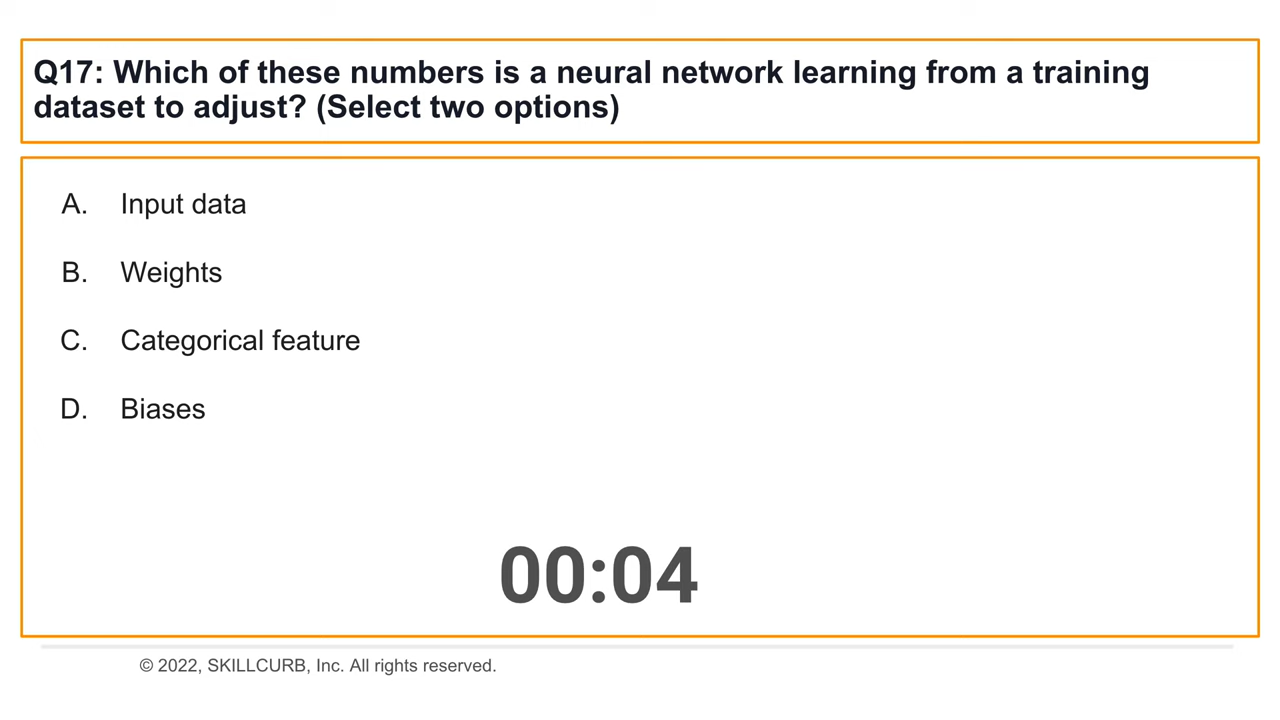 Q17: Which of these numbers is a neural network learning from a training
dataset to adjust? (Select two options)
A. Input data
B. Weights
C. Categorical feature
D. Biases
00:04
© 2022, SKILLCURB, Inc. All rights reserved.